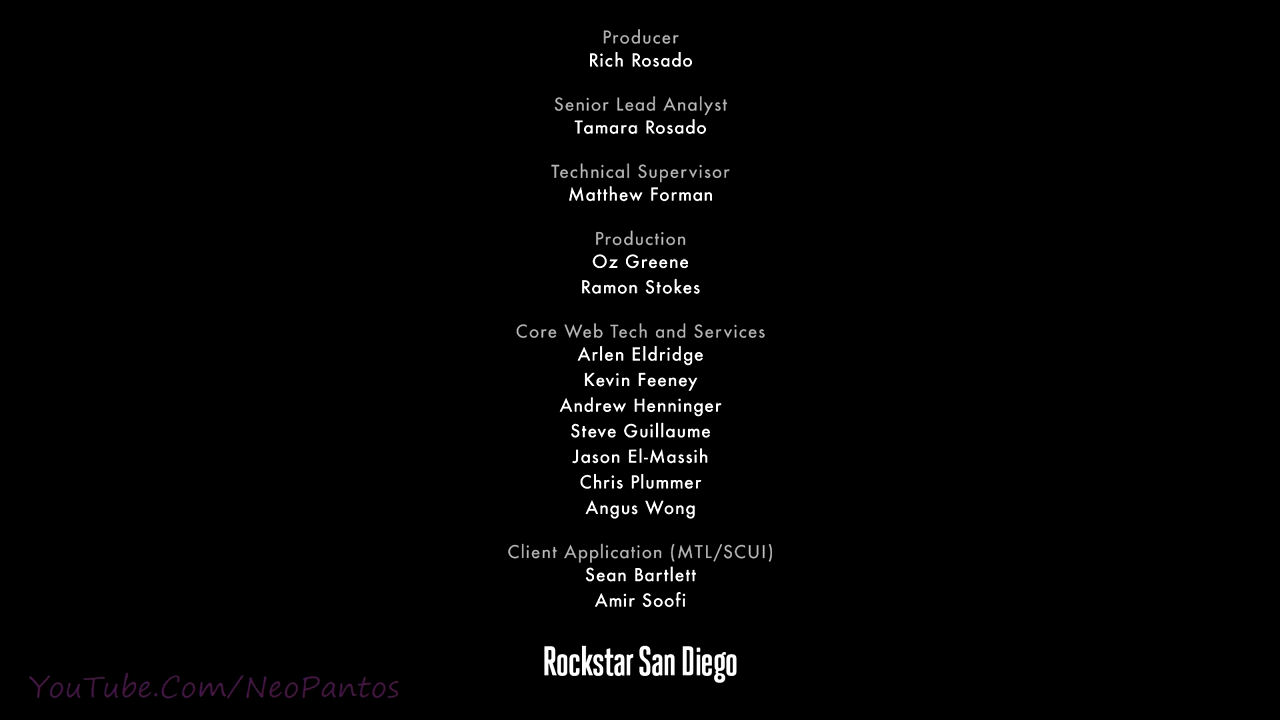 Producer
Rich Rosado
Senior Lead Analyst
Tamara Rosado
Technical Supervisor
Matthew Forman
Production
Oz Greene
Ramon Stokes
Core Web Tech and Services
Arlen Eldridge
Kevin Feeney
Andrew Henninger
Steve Guillaume
Jason El-Massih
Chris Plummer
Angus Wong
Client Application (MTL/SCUI)
Sean Bartlett
Amir Soofi
Rockstar San Diego
YouTube.Com/NeoPantos